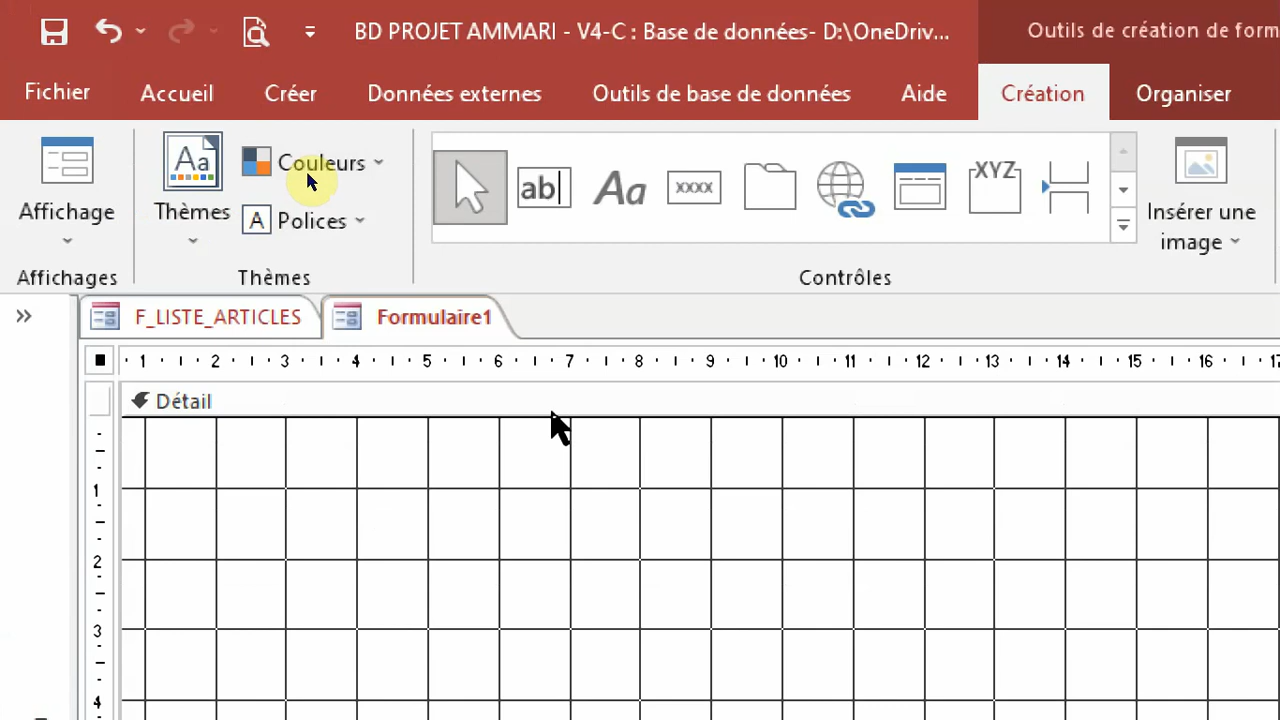 BD PROJET AMMARI - V4-C : Base de données- D:\OneDriv...
Outils de création de form
Fichier
Accueil
Créer
Données externes
Outils de base de données
Aide
Création
Organiser
Aa
Couleurs
ab
Aa
XXXX
XYZ
Affichage
Thèmes
A Polices
Insérer une
image
Affichages
Thèmes
Contrôles
F_LISTE_ARTICLES
Formulaire1
1 2 3 4 5 6 7 8 9 10 11 12 13 14 15 16 17
Détail
1
2
3
4